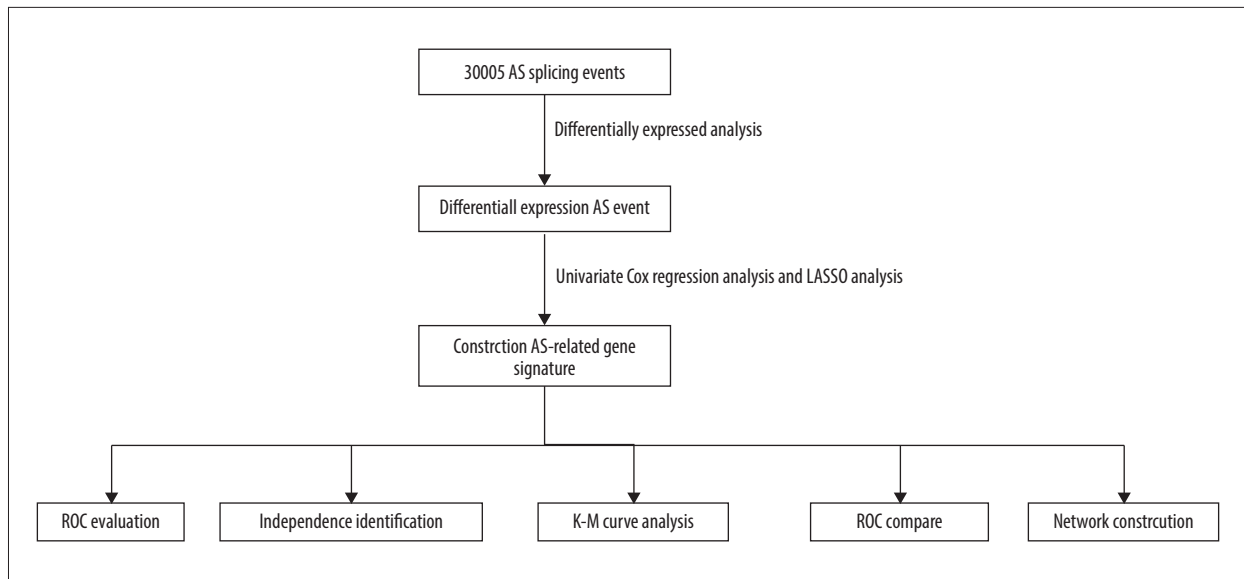 30005 AS splicing events
Differentially expressed analysis
Differentiall expression AS event
Univariate Cox regression analysis and LASSO analysis
Constrction AS-related gene
signature
ROC evaluation
Independence identification
K-M curve analysis
ROC compare
Network constrcution